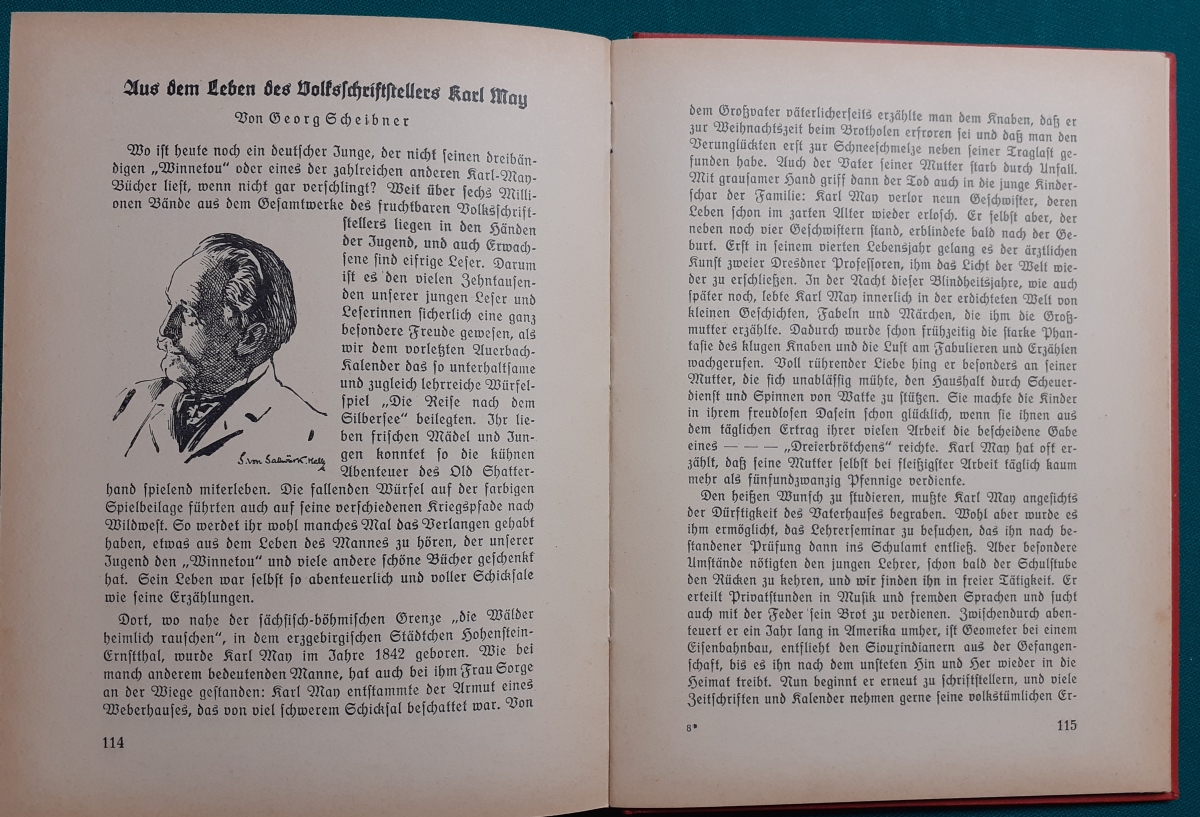 Aus dem Leben des Volksschriftstellers Karl May
Von Georg Scheibner
Wo ist heute noch ein deutscher Junge, der nicht seinen dreibän-
digen „Winnetou“ oder eines der zahlreichen anderen Karl-May-
Bücher liest, wenn nicht gar verschlingt? Weit über sechs Milli-
onen Bände aus dem Gesamtwerke des fruchtbaren Volksschrift-
stellers liegen in den Händen
der Jugend, und auch Erwach-
sene sind eifrige Leser. Darum
ist es den vielen Zehntausen-
den unserer jungen Leser und
Leserinnen sicherlich eine ganz
besondere Freude gewesen, als
wir dem vorletzten Auerbach-
Kalender das so unterhaltsame
und zugleich lehrreiche Würfel-
spiel „Die Reise nach dem
Silbersee“ beilegten. Ihr lie-
ben frischen Mädel und Jun-
gen konntet so die kühnen
Abenteuer des Old Shatter-
hand spielend miterleben. Die fallenden Würfel auf der farbigen
Spielbeilage führten auch auf seine verschiedenen Kriegspfade nach
Wildwest. So werdet ihr wohl manches Mal das Verlangen gehabt
haben, etwas aus dem Leben des Mannes zu hören, der unserer
Jugend den „Winnetou“ und viele andere schöne Bücher geschenkt
hat. Sein Leben war selbst so abenteuerlich und voller Schicksale
wie seine Erzählungen.
Dort, wo nahe der sächsisch-böhmischen Grenze „die Wälder
heimlich rauschen“, in dem erzgebirgischen Städtchen Hohenstein-
Ernstthal, wurde Karl May im Jahre 1842 geboren. Wie bei
manch anderem bedeutenden Manne, hat auch bei ihm Frau Sorge
an der Wiege gestanden: Karl May entstammte der Armut eines
Weberhauses, das von viel schwerem Schicksal beschattet war. Von
114
dem Großvater väterlicherseits erzählte man dem Knaben, daß er
zur Weihnachtszeit beim Brotholen erfroren sei und daß man den
Verunglückten erst zur Schneeschmelze neben seiner Traglast ge-
funden habe. Auch der Vater seiner Mutter starb durch Unfall.
Mit grausamer Hand griff dann der Tod auch in die junge Kinder-
schar der Familie: Karl May verlor neun Geschwister, deren
Leben schon im zarten Alter wieder erlosch. Er selbst aber, der
neben noch vier Geschwistern stand, erblindete bald nach der Ge-
burt. Erst in seinem vierten Lebensjahr gelang es der ärztlichen
Kunst zweier Dresdner Professoren, ihm das Licht der Welt wie-
der zu erschließen. In der Nacht dieser Blindheitsjahre, wie auch
später noch, lebte Karl May innerlich in der erdichteten Welt von
kleinen Geschichten, Fabeln und Märchen, die ihm die Groß-
mutter erzählte. Dadurch wurde schon frühzeitig die starke Phan-
tasie des klugen Knaben und die Lust am Fabulieren und Erzählen
wachgerufen. Voll rührender Liebe hing er besonders an seiner
Mutter, die sich unablässig mühte, den Haushalt durch Scheuer-
dienst und Spinnen von Watte zu stützen. Sie machte die Kinder
in ihrem freudlosen Dasein schon glücklich, wenn sie ihnen aus
dem täglichen Ertrag ihrer vielen Arbeit die bescheidene Gabe
eines — — — „Dreierbrötchens“ reichte. Karl May hat oft er-
zählt, daß seine Mutter selbst bei fleißigster Arbeit täglich kaum
mehr als fünfundzwanzig Pfennige verdiente.
Den heißen Wunsch zu studieren, mußte Karl May angesichts
der Dürftigkeit des Vaterhauses begraben. Wohl aber wurde es
ihm ermöglicht, das Lehrerseminar zu besuchen, das ihn nach be-
standener Prüfung dann ins Schulamt entließ. Aber besondere
Umstände nötigten den jungen Lehrer, schon bald der Schulstube
den Rücken zu kehren, und wir finden ihn in freier Tätigkeit. Er
erteilt Privatstunden in Musik und fremden Sprachen und sucht
auch mit der Feder sein Brot zu verdienen. Zwischendurch aben-
teuert er ein Jahr lang in Amerika umher, ist Geometer bei einem
Eisenbahnbau, entflieht den Siouxindianern aus der Gefangen-
schaft, bis es ihn nach dem unsteten Hin und Her wieder in die
Heimat treibt. Nun beginnt er erneut zu schriftstellern, und viele
Zeitschriften und Kalender nehmen gerne seine volkstümlichen Er-
8*
115